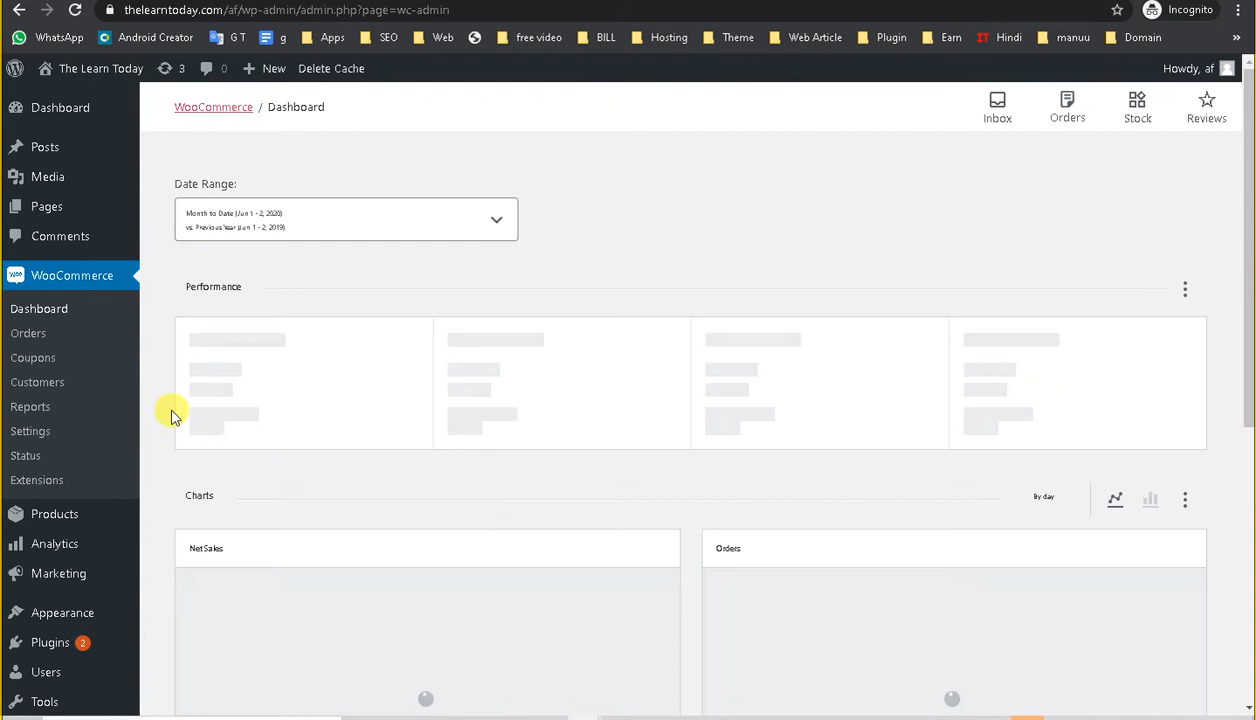 thelearntoday.com/af/wp-admin/admin.php?page=wc-admin
Incognito
WhatsApp
Android Creator
G T
g
Apps
SEO
Web
free video
BILL
Hosting
Theme
Web Article
Plugin
Earn
IT
Hindi
manuu
Domain
»
The Learn Today
3
0
New
Delete Cache
Howdy, af
Dashboard
Posts
Media
Pages
Comments
woo
WooCommerce
Dashboard
Orders
Coupons
Customers
Reports
Settings
Status
Extensions
Products
Analytics
Marketing
Appearance
Plugins 2
Users
Tools
WooCommerce / Dashboard
Inbox
Orders
Stock
Reviews
Date Range:
Month to Date (Jun 1 - 2, 2020)
vs. Previous Year (Jun 1 - 2, 2019)
Performance
Charts
By day
Net Sales
Orders